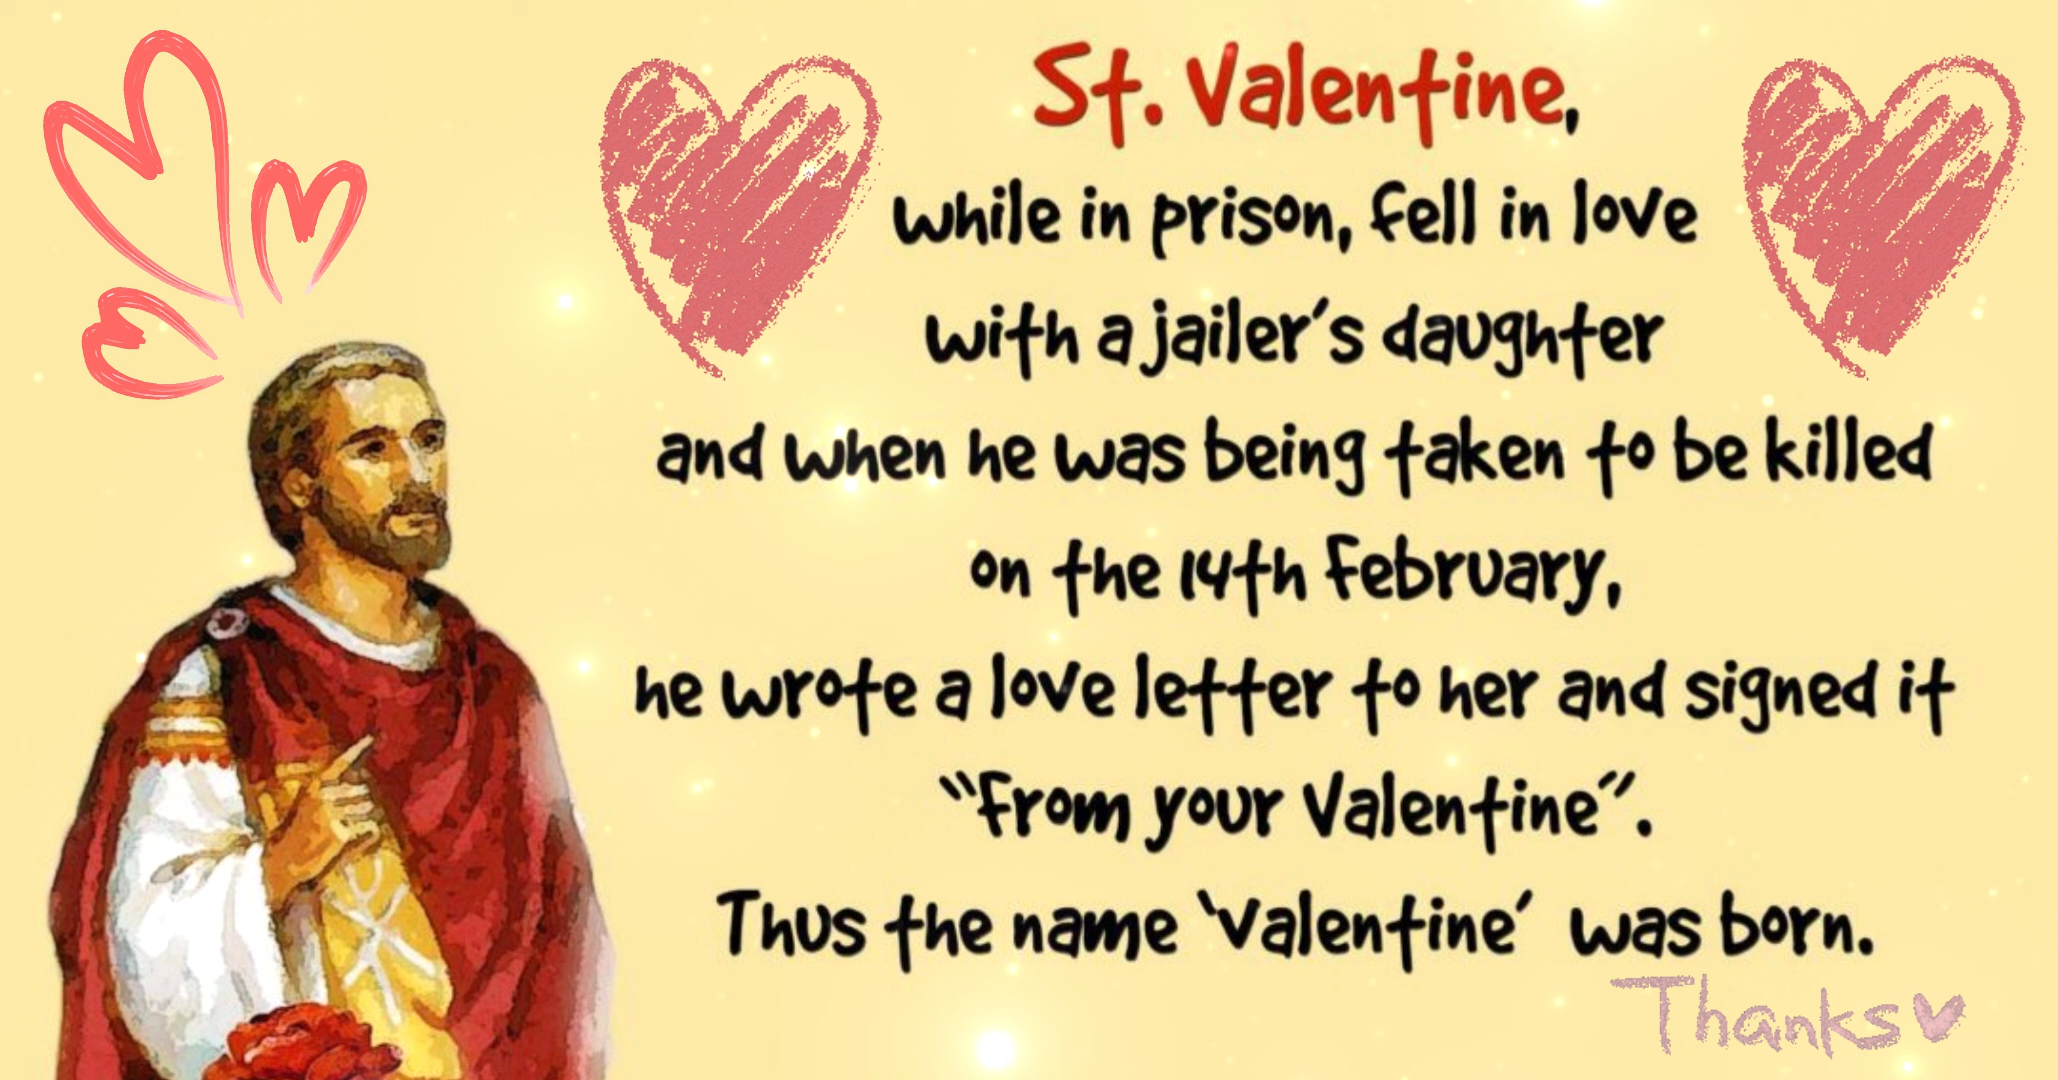 St. Valentine,
while in prison, fell in love
with a jailer's daughter
and when he was being taken to be killed
on the 14th February,
he wrote a love letter to her and signed it
"From your Valentine".
Thus the name 'Valentine' was born.
Thanks